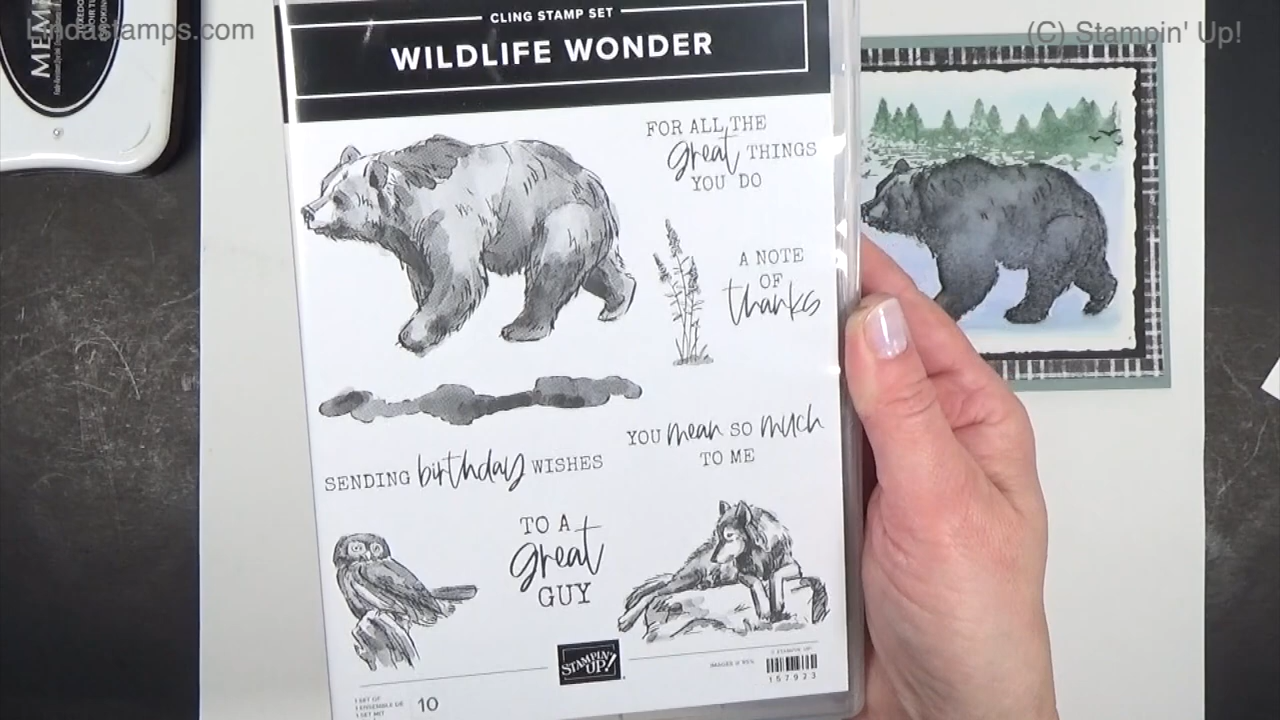 Lindastamps.com
(C) Stampin' Up!
CLING STAMP SET
WILDLIFE WONDER
FOR ALL THE
great THINGS
YOU DO
A NOTE
OF
thanks
YOU mean SO much
TO ME
SENDING birthday WISHES
TO A
great
GUY
STAMPIN'
UP!
10